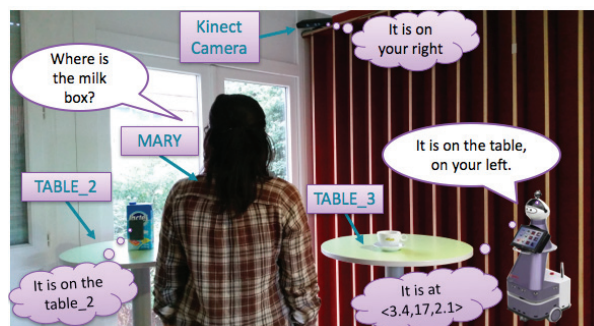 Kinect
Camera
It is on
your right
Where is
the milk
box?
MARY
It is on the table,
on your left.
TABLE_2
TABLE_3
It is on the
table_2
It is at
<3.4,17,2.1>